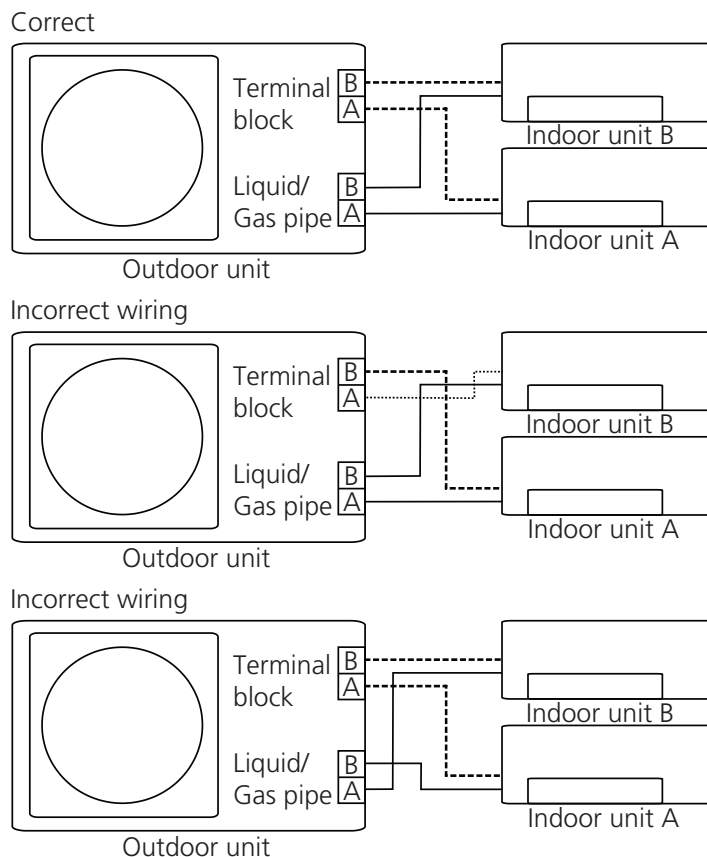 Correct
Terminal B
block A
Indoor unit B
Liquid/ B
Gas pipe A
Indoor unit A
Outdoor unit
Incorrect wiring
Terminal B
block A
Indoor unit B
Liquid/ B
Gas pipe A
Indoor unit A
Outdoor unit
Incorrect wiring
Terminal B
block A
Indoor unit B
Liquid/ B
Gas pipe A
Indoor unit A
Outdoor unit